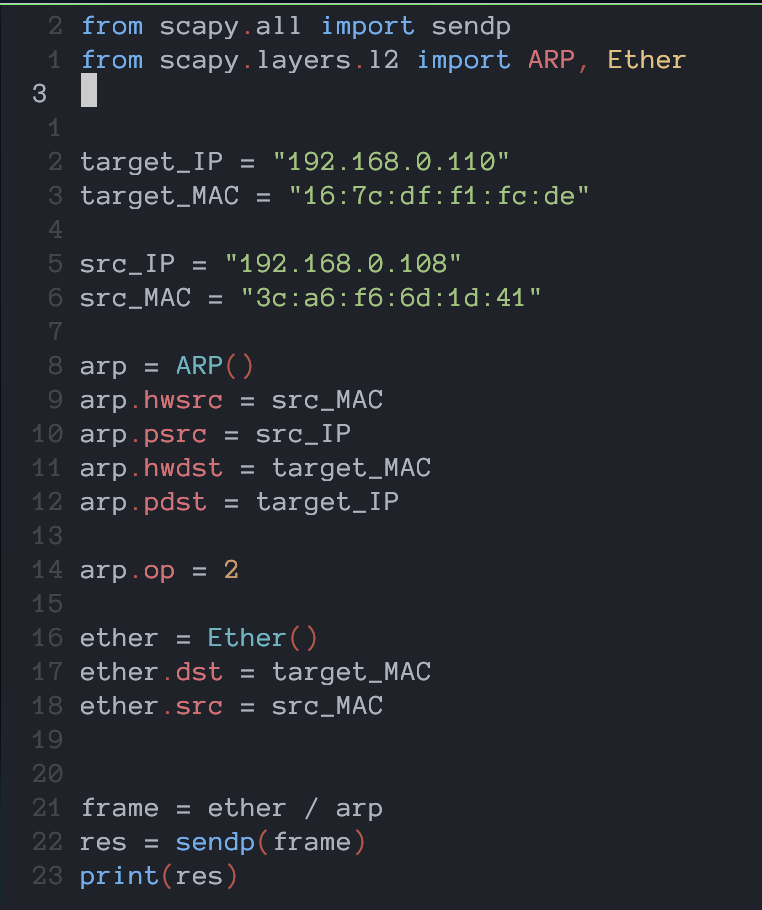 2 from scapy.all import sendp
1 from scapy.layers.l2 import ARP, Ether
3
1
2 target_IP = "192.168.0.110"
3 target_MAC = "16:7c:df:f1:fc:de"
4
5 src_IP = "192.168.0.108"
6 src_MAC = "3c:a6:f6:6d:1d:41"
7
8 arp = ARP()
9 arp.hwsrc = src_MAC
10 arp.psrc = src_IP
11 arp.hwdst = target_MAC
12 arp.pdst = target_IP
13
14 arp.op = 2
15
16 ether = Ether()
17 ether.dst = target_MAC
18 ether.src = src_MAC
19
20
21 frame = ether / arp
22 res = sendp(frame)
23 print(res)